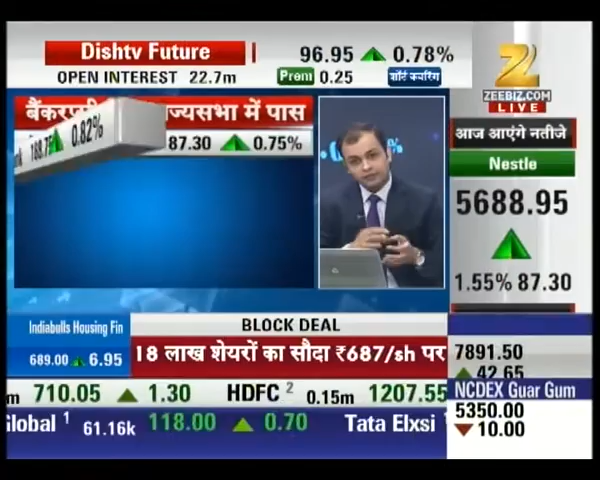 Dishtv Future
96.95 0.78%
OPEN INTEREST 22.7m
Prem 0.25
शॉर्ट कवरिंग
ZEEBIZ.COM
LIVE
राज्यसभा में पास
0.82%
87.30 0.75%
आज आएंगे नतीजे
Nestle
5688.95
1.55% 87.30
Indiabulls Housing Fin
689.00 6.95
BLOCK DEAL
18 लाख शेयरों का सौदा ₹687/sh पर
7891.50
42.65
m 710.05 1.30 HDFC 2 0.15m 1207.55
NCDEX Guar Gum
5350.00
10.00
Global 1 61.16k 118.00 0.70 Tata Elxsi